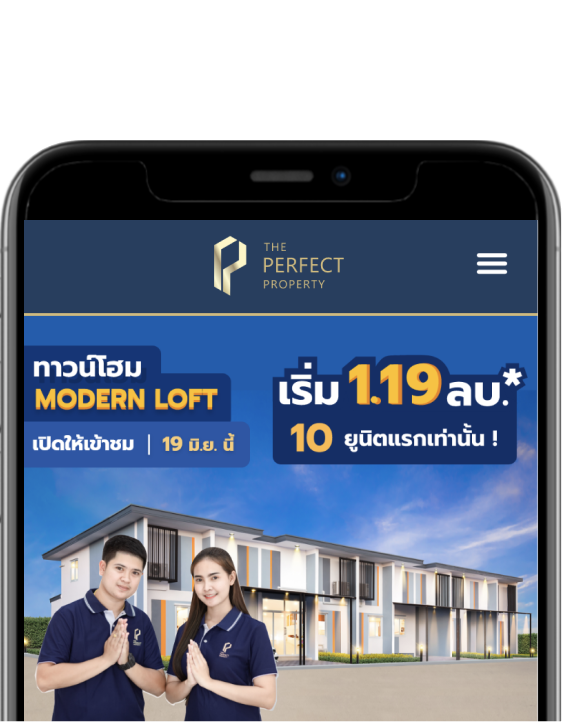 THE
PERFECT
PROPERTY
ทาวน์โฮม
MODERN LOFT
เปิดให้เข้าชม | 19 มิ.ย. นี้
เริ่ม 1.19 ลบ.*
10 ยูนิตแรกเท่านั้น !